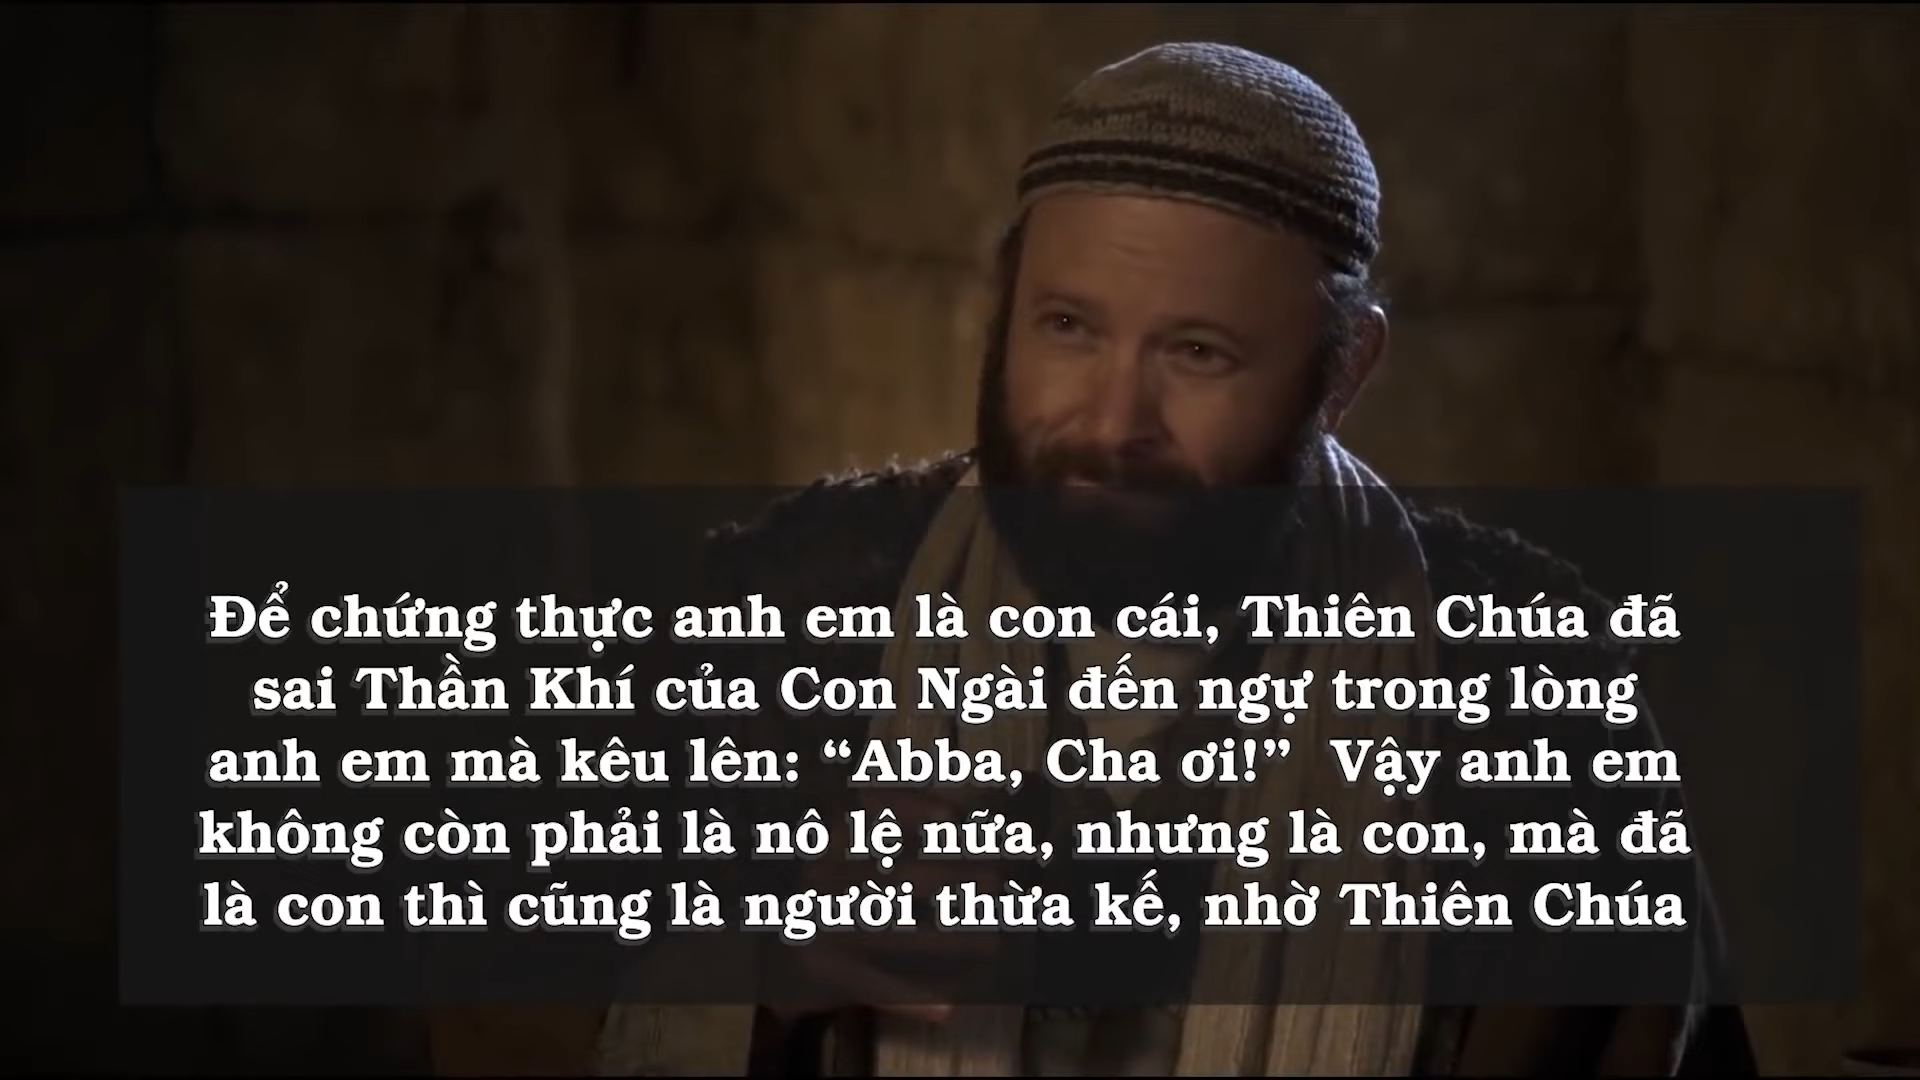 Để chứng thực anh em là con cái, Thiên Chúa đã
sai Thần Khí của Con Ngài đến ngự trong lòng
anh em mà kêu lên: “Abba, Cha ơi!” Vậy anh em
không còn phải là nô lệ nữa, nhưng là con, mà đã
là con thì cũng là người thừa kế, nhờ Thiên Chúa